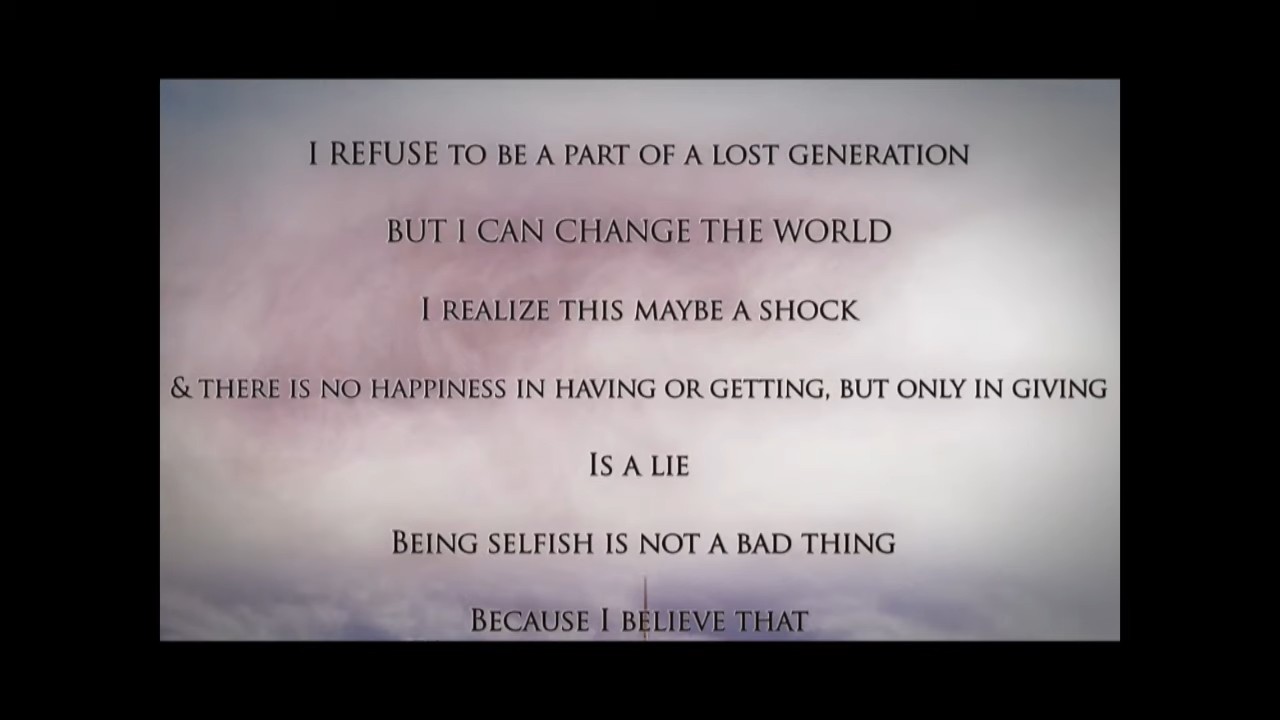 I REFUSE TO BE A PART OF A LOST GENERATION
BUT I CAN CHANGE THE WORLD
I REALIZE THIS MAYBE A SHOCK
& THERE IS NO HAPPINESS IN HAVING OR GETTING, BUT ONLY IN GIVING
IS A LIE
BEING SELFISH IS NOT A BAD THING
BECAUSE I BELIEVE THAT